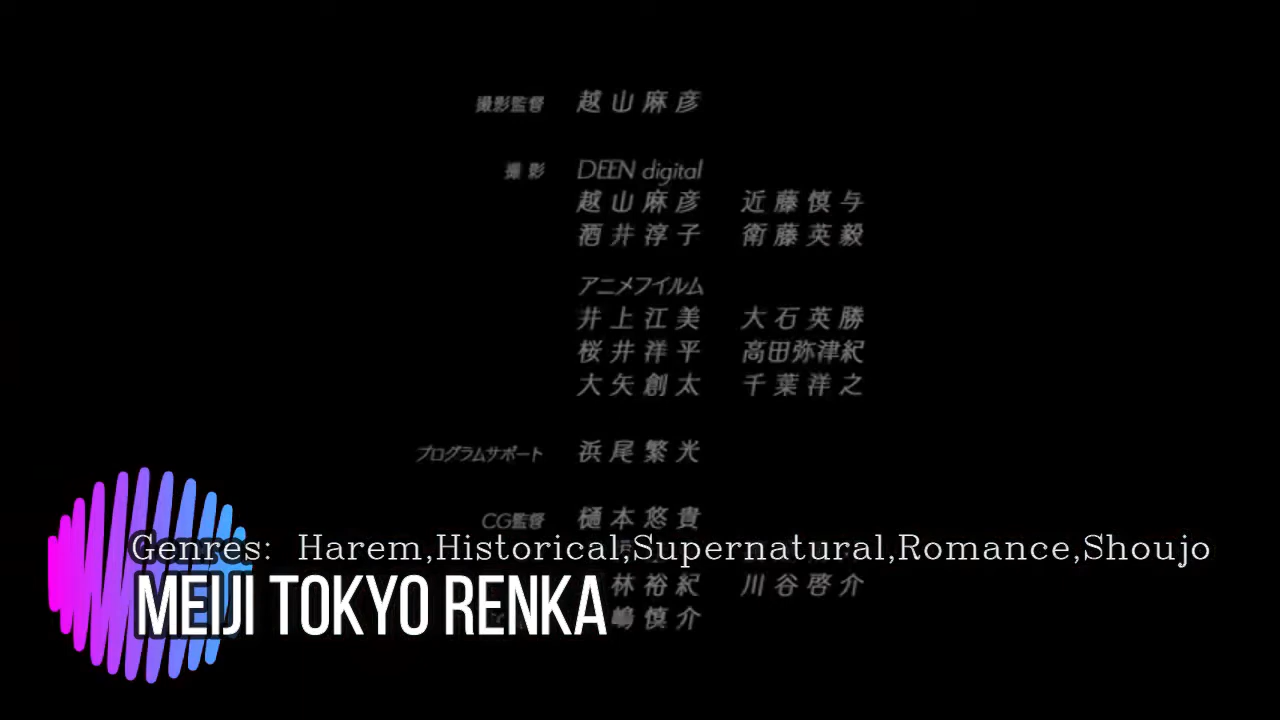 撮影監督 越山麻彦
撮影 DEEN digital
越山麻彦 近藤慎与
酒井淳子 衛藤英毅
アニメフイルム
井上江美 大石英勝
桜井洋平 高田弥津紀
大矢創太 千葉洋之
プログラムサポート 浜尾繁光
CG監督 樋本悠貴
Genres: Harem,Historical,Supernatural,Romance,Shoujo
林裕紀 川谷啓介
MEIJI TOKYO RENKA
嶋慎介